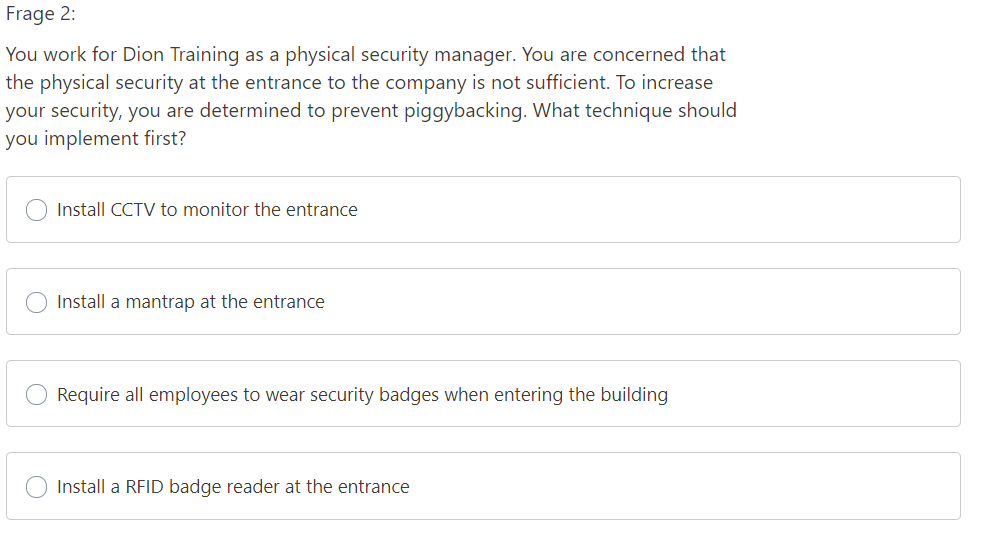 Frage 2:
You work for Dion Training as a physical security manager. You are concerned that
the physical security at the entrance to the company is not sufficient. To increase
your security, you are determined to prevent piggybacking. What technique should
you implement first?
Install CCTV to monitor the entrance
Install a mantrap at the entrance
Require all employees to wear security badges when entering the building
Install a RFID badge reader at the entrance